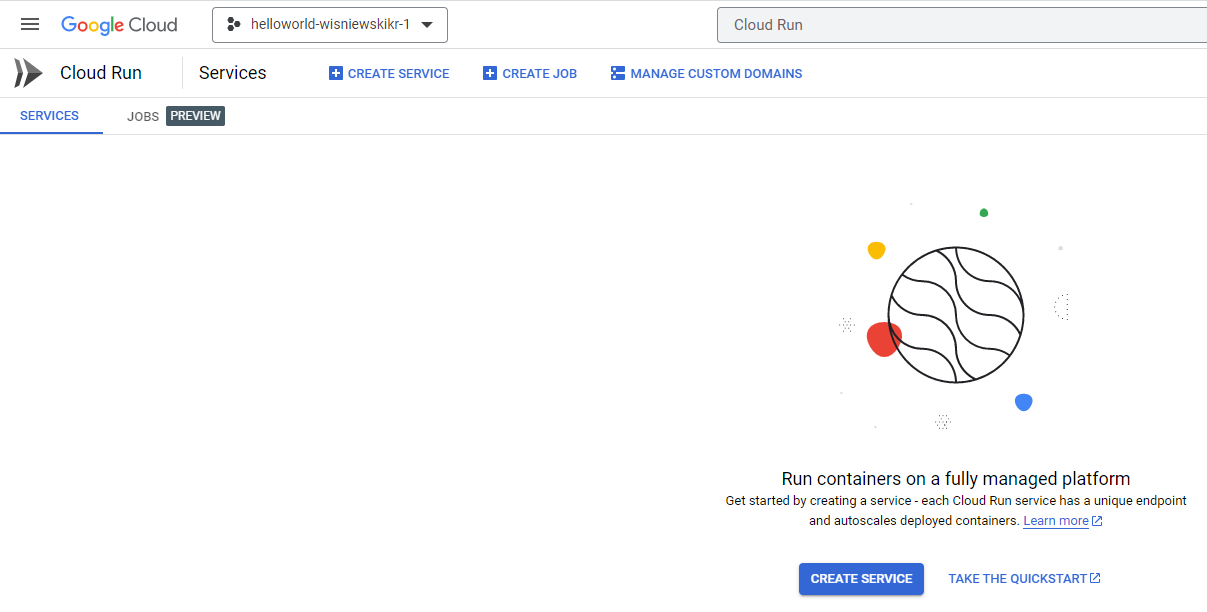 Google Cloud helloworld-wisniewskikr-1 Cloud Run
Cloud Run Services CREATE SERVICE CREATE JOB MANAGE CUSTOM DOMAINS
SERVICES JOBS PREVIEW
Run containers on a fully managed platform
Get started by creating a service - each Cloud Run service has a unique endpoint
and autoscales deployed containers. Learn more
CREATE SERVICE TAKE THE QUICKSTART